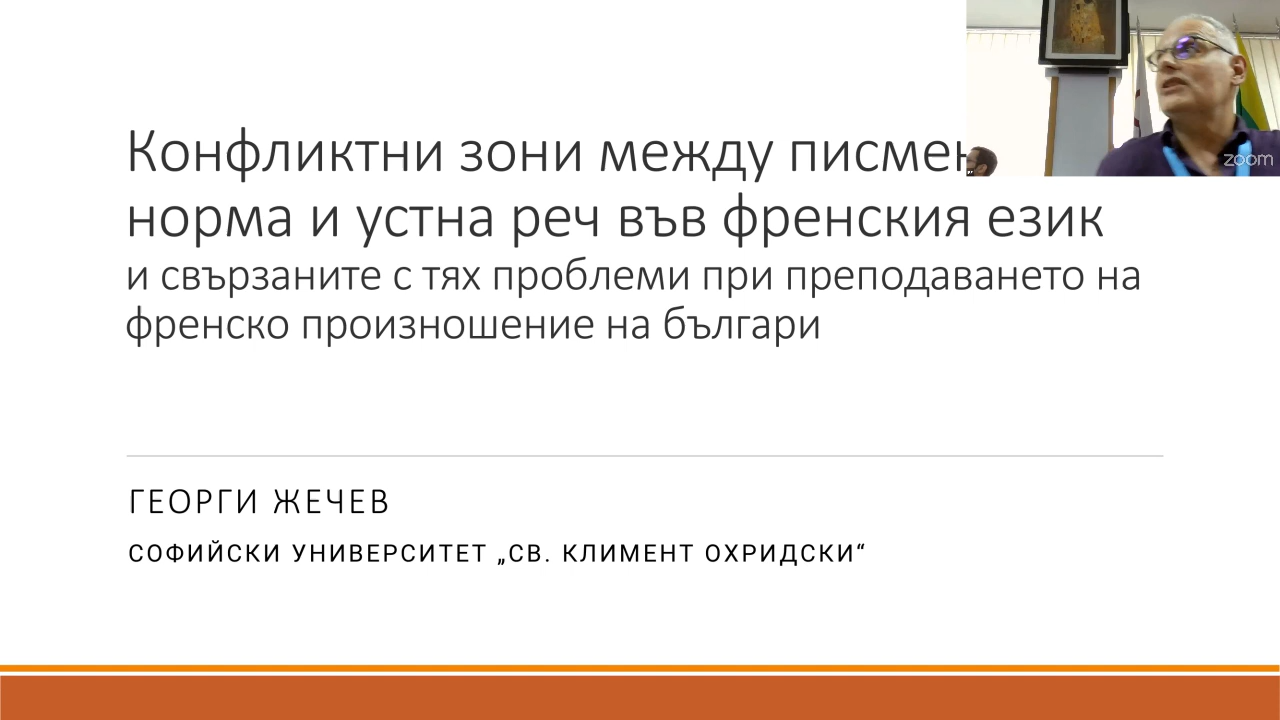 Конфликтни зони между
норма и устна реч във френския език
и свързаните с тях проблеми при преподаването на
френско произношение на българи
ГЕОРГИ ЖЕЧЕВ
СОФИЙСКИ УНИВЕРСИТЕТ „СВ. КЛИМЕНТ ОХРИДСКИ“
zoom